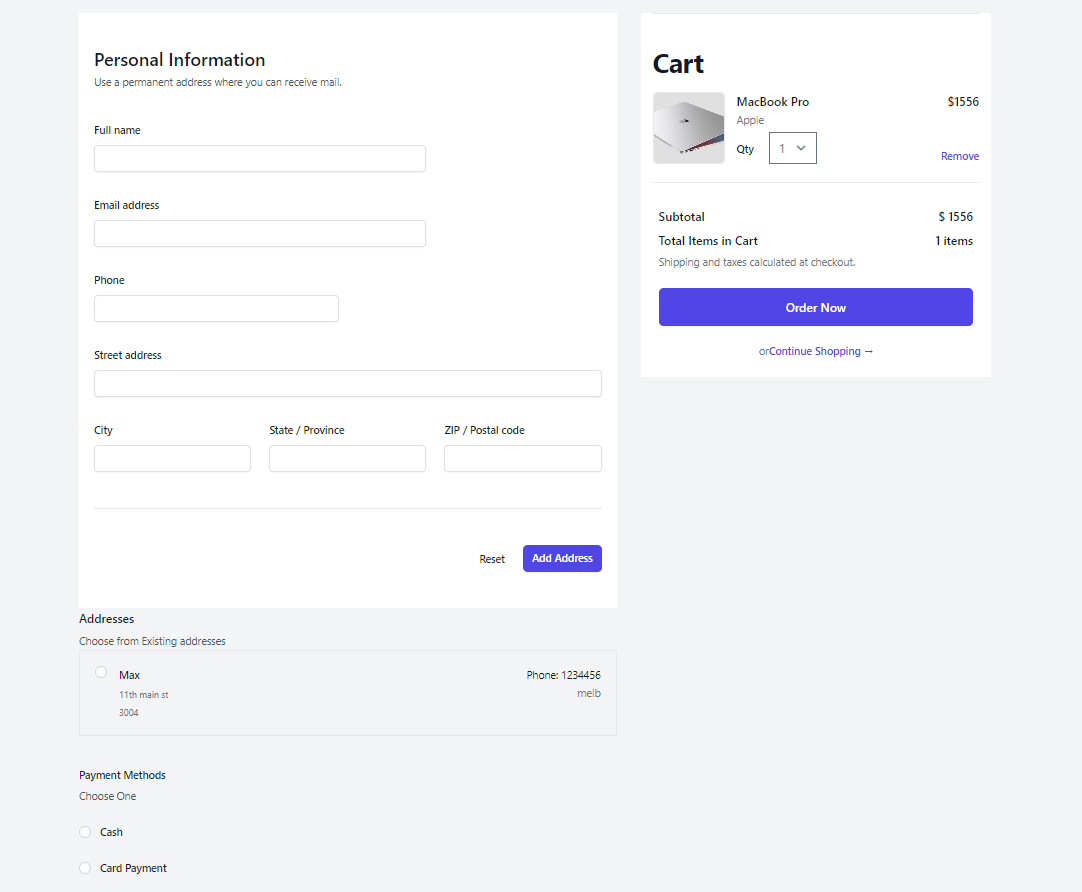 Personal Information
Use a permanent address where you can receive mail.
Full name
Email address
Phone
Street address
City State / Province ZIP / Postal code
Reset Add Address
Addresses
Choose from Existing addresses
Max Phone: 1234456
11th main st melb
3004
Payment Methods
Choose One
Cash
Card Payment
Cart
MacBook Pro $1556
Apple
Qty 1
Remove
Subtotal $ 1556
Total Items in Cart 1 items
Shipping and taxes calculated at checkout.
Order Now
orContinue Shopping →